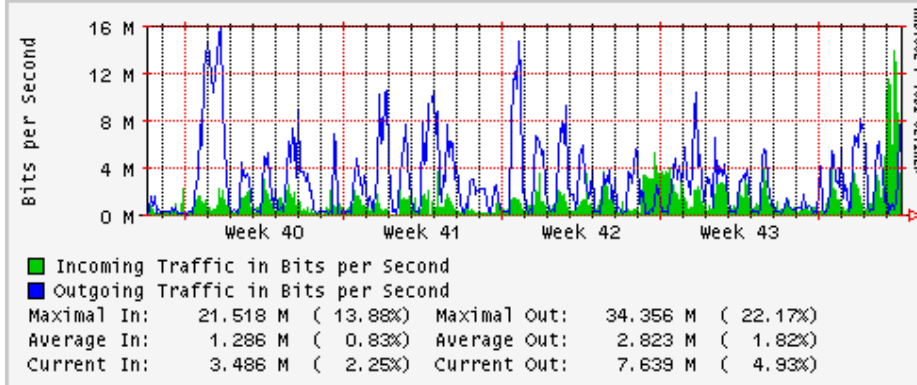 Bits per Second
16 M
12 M
8 M
4 M
0 M
Week 40 Week 41 Week 42 Week 43
Incoming Traffic in Bits per Second
Outgoing Traffic in Bits per Second
Maximal In: 21.518 M ( 13.88%) Maximal Out: 34.356 M ( 22.17%)
Average In: 1.286 M ( 0.83%) Average Out: 2.823 M ( 1.82%)
Current In: 3.486 M ( 2.25%) Current Out: 7.639 M ( 4.93%)